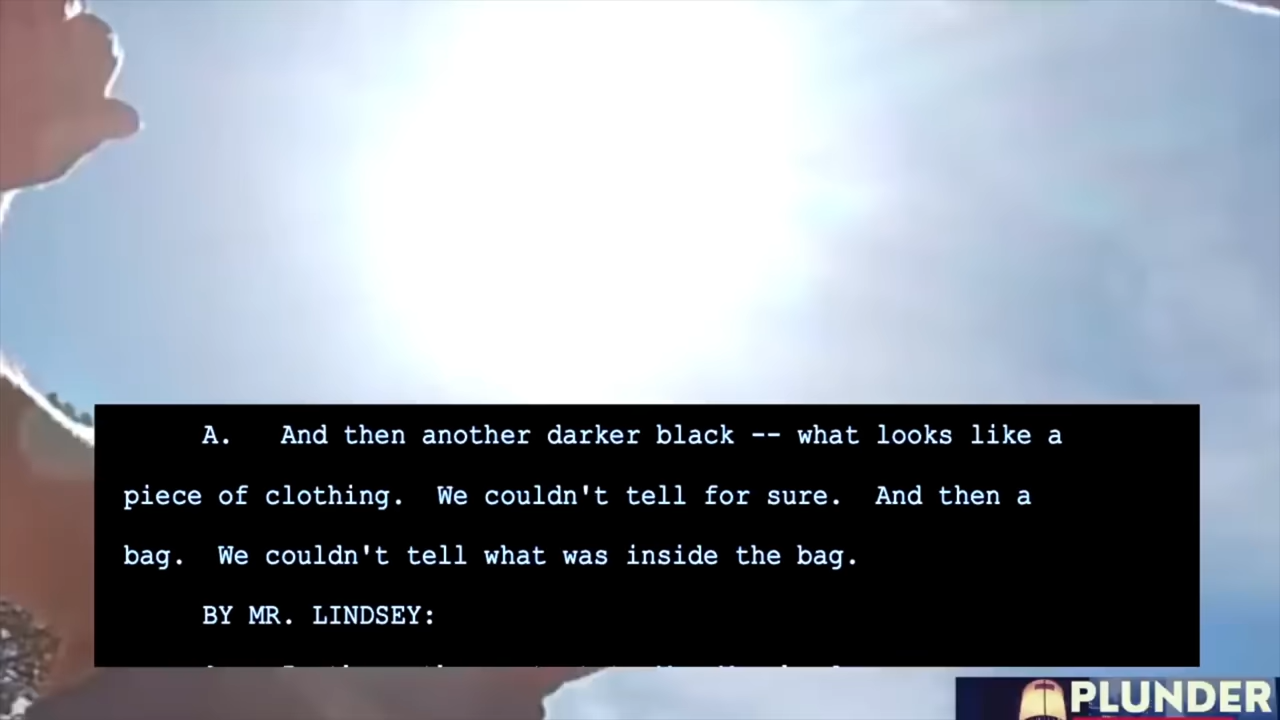 A. And then another darker black -- what looks like a
piece of clothing. We couldn't tell for sure. And then a
bag. We couldn't tell what was inside the bag.
BY MR. LINDSEY:
PLUNDER